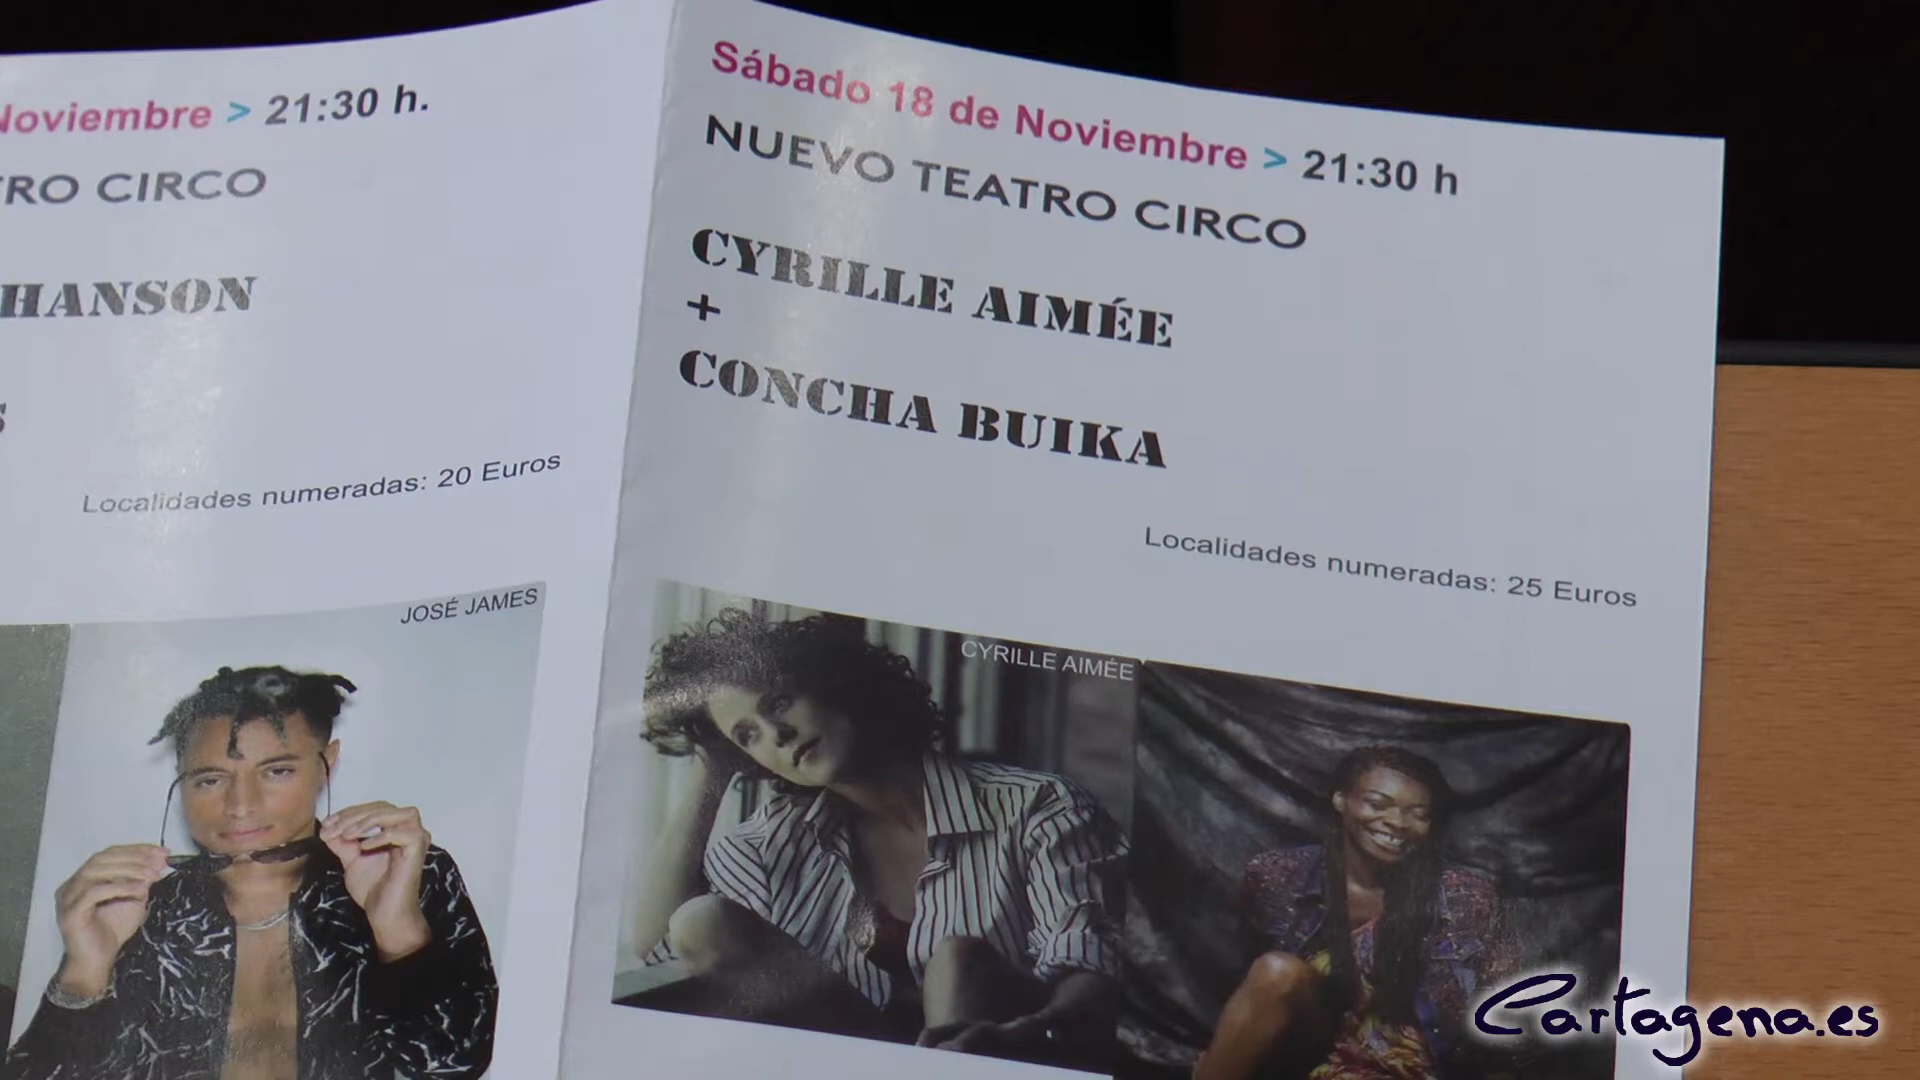 Noviembre > 21:30 h.
CIRCO
HANSON
Localidades numeradas: 20 Euros
JOSÉ JAMES
Sábado 18 de Noviembre > 21:30 h
NUEVO TEATRO CIRCO
CYRILLE AIMÉE
+
CONCHA BUIKA
Localidades numeradas: 25 Euros
CYRILLE AIMÉE
Cartagena.es